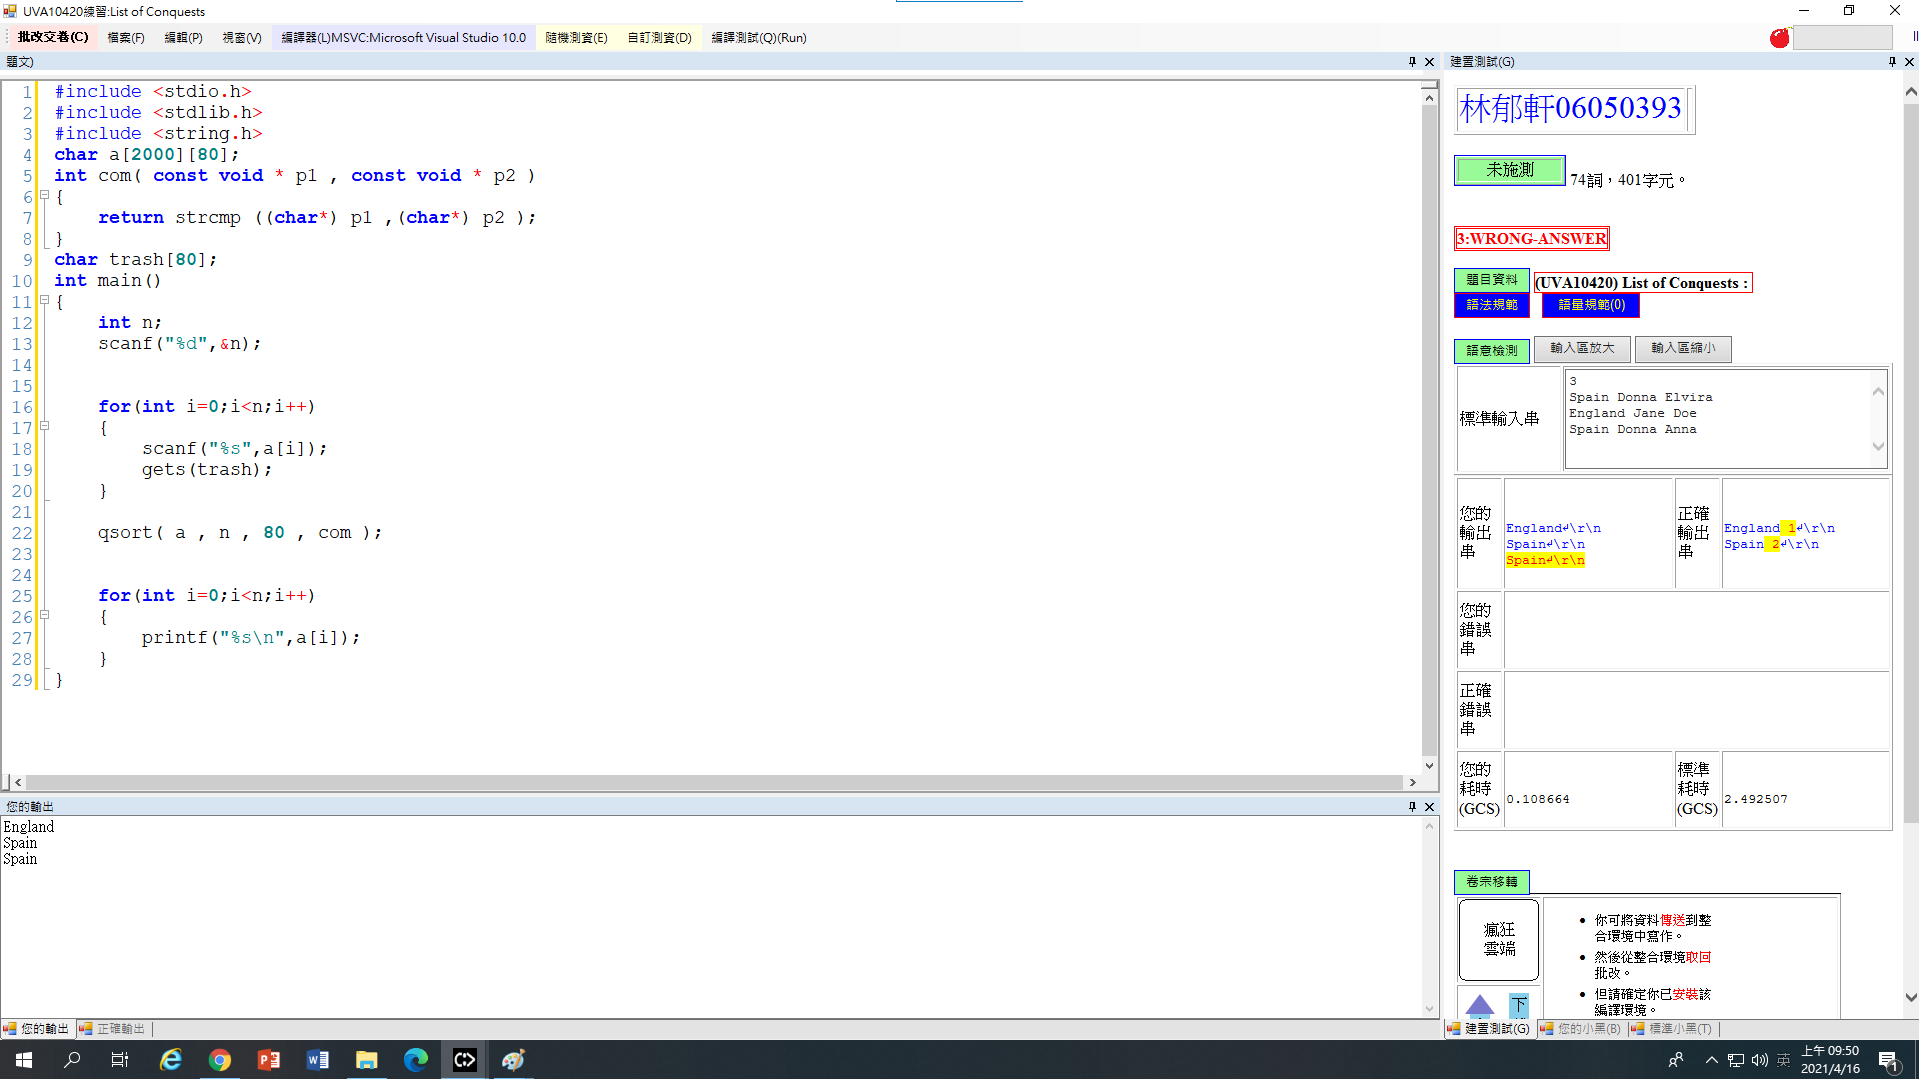 UVA10420練習:List of Conquests
批改交卷(C) 檔案(F) 編輯(P) 視窗(V) 編譯器(L)MSVC:Microsoft Visual Studio 10.0 隨機測資(E) 自訂測資(D) 編譯測試(Q)(Run)
題文)
1 #include <stdio.h>
2 #include <stdlib.h>
3 #include <string.h>
4 char a[2000][80];
5 int com( const void * p1 , const void * p2 )
6 {
7 return strcmp ((char*) p1 ,(char*) p2 );
8 }
9 char trash[80];
10 int main()
11 {
12 int n;
13 scanf("%d",&n);
14
15
16 for(int i=0;i<n;i++)
17 {
18 scanf("%s",a[i]);
19 gets(trash);
20 }
21
22 qsort( a , n , 80 , com );
23
24
25 for(int i=0;i<n;i++)
26 {
27 printf("%s\n",a[i]);
28 }
29 }
您的輸出
England
Spain
Spain
您的輸出 正確輸出
建置測試(G)
林郁軒06050393
未施測 74詞，401字元。
3:WRONG-ANSWER
題目資料 (UVA10420) List of Conquests :
語法規範 語量規範(0)
語意檢測 輸入區放大 輸入區縮小
標準輸入串
3
Spain Donna Elvira
England Jane Doe
Spain Donna Anna
您的輸出串
England↲\r\n
Spain↲\r\n
Spain↲\r\n
正確輸出串
England 1↲\r\n
Spain 2↲\r\n
您的錯誤串
正確錯誤串
您的耗時(GCS) 0.108664 標準耗時(GCS) 2.492507
卷宗移轉
瘋狂雲端
下
• 你可將資料傳送到整
合環境中寫作。
• 然後從整合環境取回
批改。
• 但請確定你已安裝該
編譯環境。
建置測試(G) 您的小黑(B) 標準小黑(T)
英 上午 09:50
2021/4/16
1